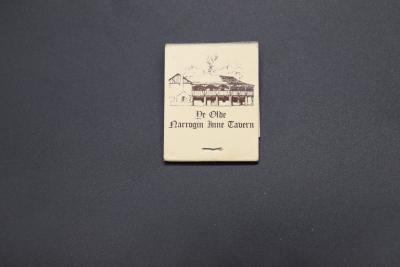 Ye Olde
Narrogin Inne Tavern